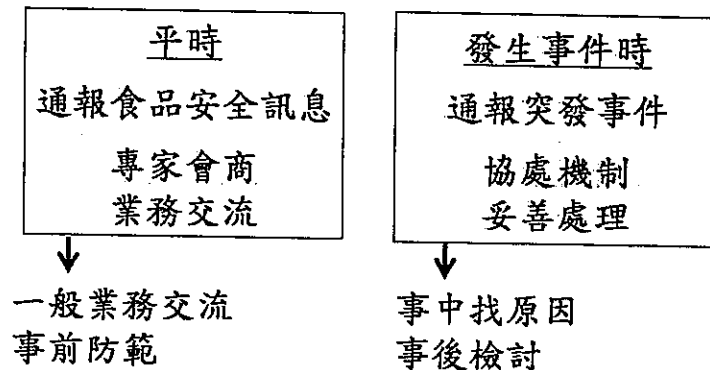 平時
通報食品安全訊息
專家會商
業務交流
一般業務交流
事前防範
發生事件時
通報突發事件
協處機制
妥善處理
事中找原因
事後檢討